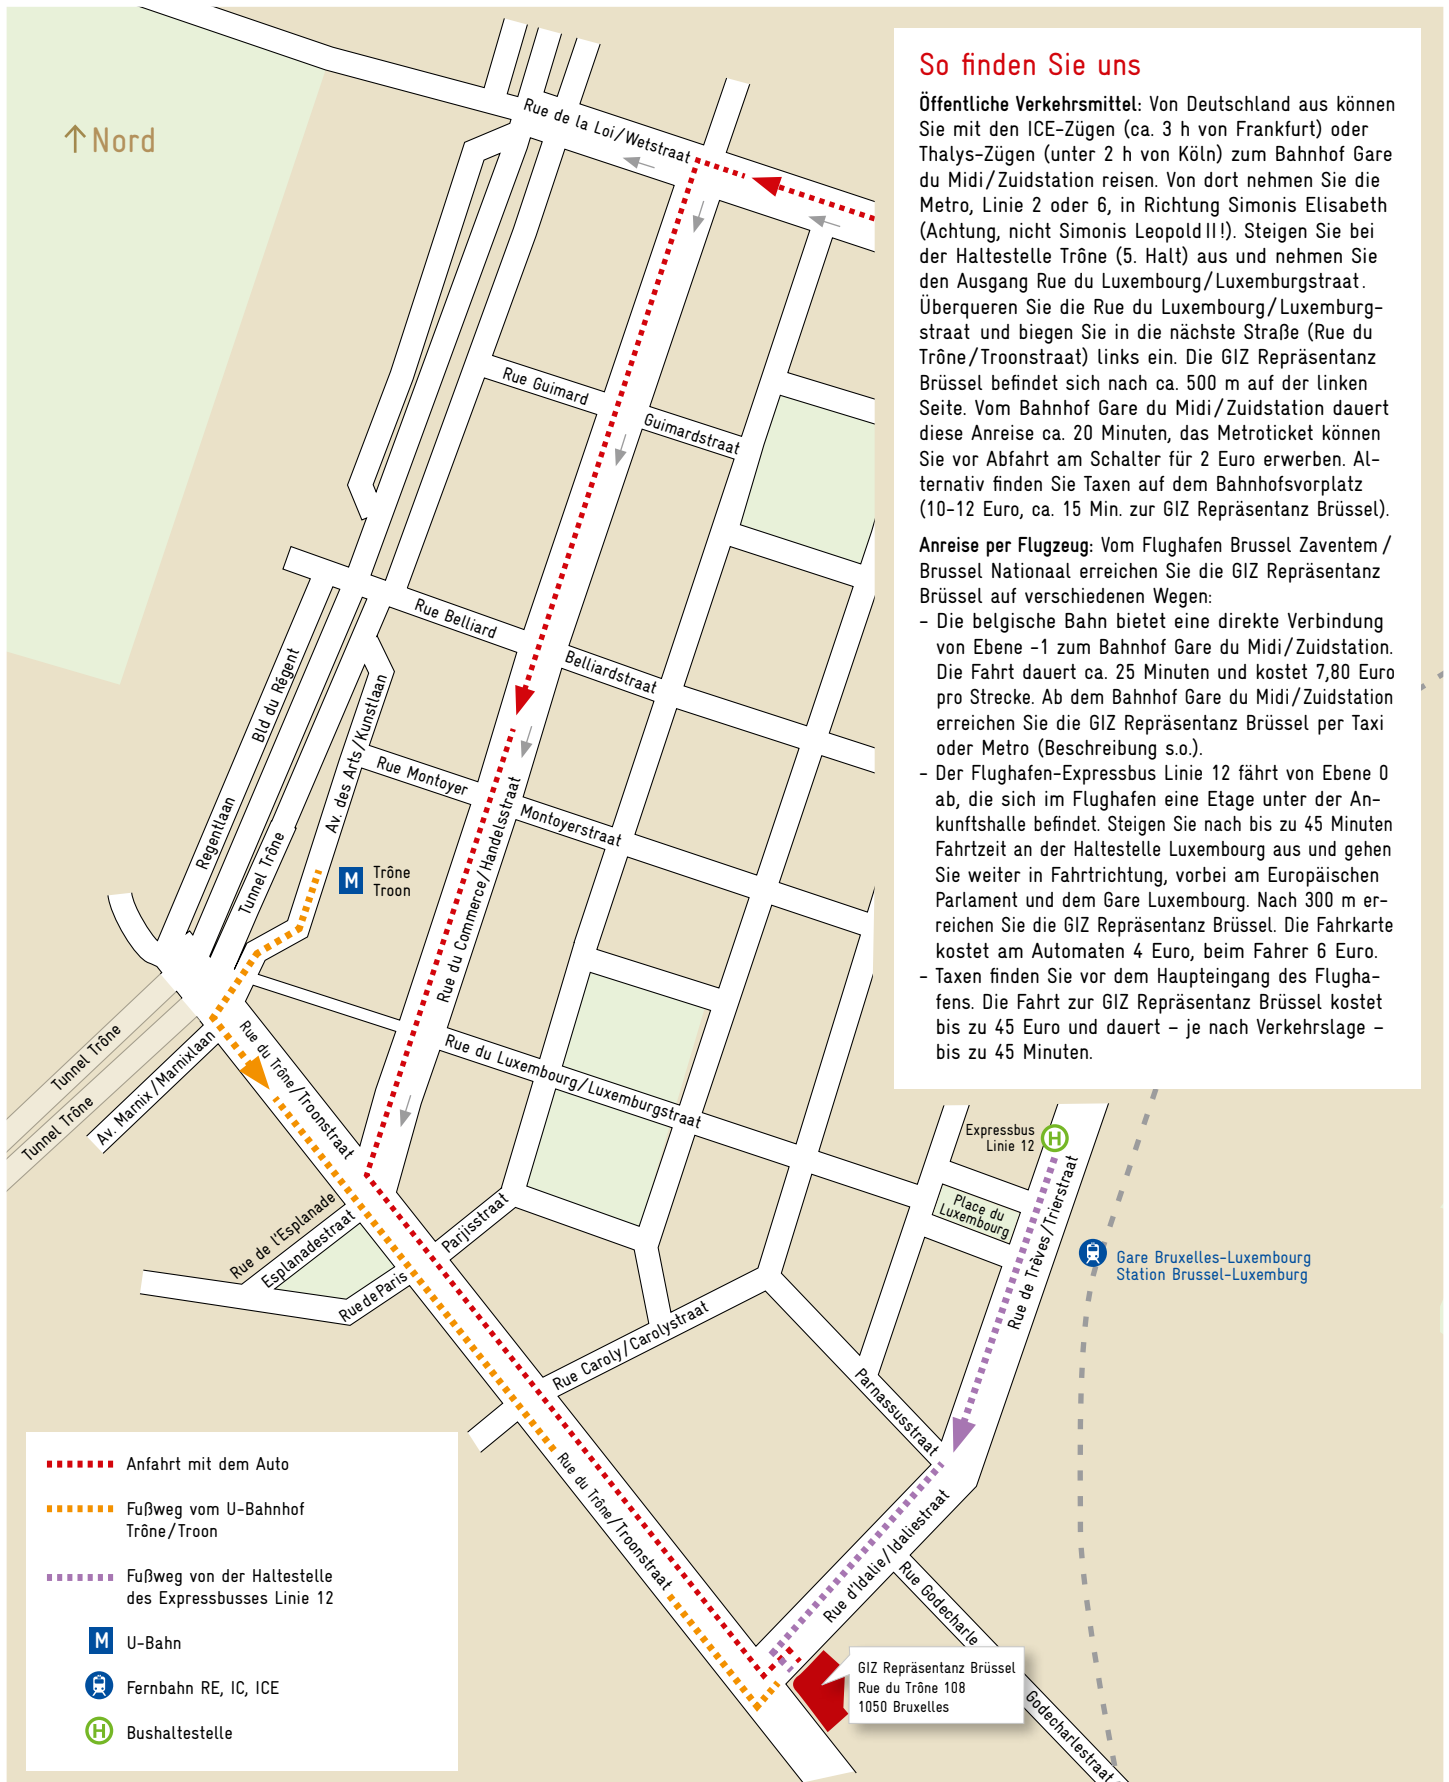 So finden Sie uns
Öffentliche Verkehrsmittel: Von Deutschland aus können
Sie mit den ICE-Zügen (ca. 3 h von Frankfurt) oder
Thalys-Zügen (unter 2 h von Köln) zum Bahnhof Gare
du Midi/Zuidstation reisen. Von dort nehmen Sie die
Metro, Linie 2 oder 6, in Richtung Simonis Elisabeth
(Achtung, nicht Simonis Leopold II!). Steigen Sie bei
der Haltestelle Trône (5. Halt) aus und nehmen Sie
den Ausgang Rue du Luxembourg/Luxemburgstraat.
Überqueren Sie die Rue du Luxembourg/Luxemburg-
straat und biegen Sie in die nächste Straße (Rue du
Trône/Troonstraat) links ein. Die GIZ Repräsentanz
Brüssel befindet sich nach ca. 500 m auf der linken
Seite. Vom Bahnhof Gare du Midi/Zuidstation dauert
diese Anreise ca. 20 Minuten, das Metroticket können
Sie vor Abfahrt am Schalter für 2 Euro erwerben. Al-
ternativ finden Sie Taxen auf dem Bahnhofsvorplatz
(10-12 Euro, ca. 15 Min. zur GIZ Repräsentanz Brüssel).
Anreise per Flugzeug: Vom Flughafen Brussel Zaventem/
Brussel Nationaal erreichen Sie die GIZ Repräsentanz
Brüssel auf verschiedenen Wegen:
– Die belgische Bahn bietet eine direkte Verbindung
von Ebene -1 zum Bahnhof Gare du Midi/Zuidstation.
Die Fahrt dauert ca. 25 Minuten und kostet 7,80 Euro
pro Strecke. Ab dem Bahnhof Gare du Midi/Zuidstation
erreichen Sie die GIZ Repräsentanz Brüssel per Taxi
oder Metro (Beschreibung s.o.).
– Der Flughafen-Expressbus Linie 12 fährt von Ebene 0
ab, die sich im Flughafen eine Etage unter der An-
kunftshalle befindet. Steigen Sie nach bis zu 45 Minuten
Fahrtzeit an der Haltestelle Luxembourg aus und gehen
Sie weiter in Fahrtrichtung, vorbei am Europäischen
Parlament und dem Gare Luxembourg. Nach 300 m er-
reichen Sie die GIZ Repräsentanz Brüssel. Die Fahrkarte
kostet am Automaten 4 Euro, beim Fahrer 6 Euro.
– Taxen finden Sie vor dem Haupteingang des Flugha-
fens. Die Fahrt zur GIZ Repräsentanz Brüssel kostet
bis zu 45 Euro und dauert – je nach Verkehrslage –
bis zu 45 Minuten.
↑ Nord
Rue de la Loi/Wetstraat
Rue Guimard
Guimardstraat
Rue Belliard
Belliardstraat
Bld du Régent
Regentlaan
Av. des Arts/Kunstlaan
Tunnel Trône
Rue Montoyer
Montoyerstraat
M
Trône
Troon
Rue du Commerce/Handelsstraat
Tunnel Trône
Tunnel Trône
Av. Marnix/Marnixlaan
Rue du Trône/Troonstraat
Rue du Luxembourg/Luxemburgstraat
Expressbus
Linie 12
H
Place du
Luxembourg
Rue de Trèves/Trierstraat
Gare Bruxelles-Luxembourg
Station Brussel-Luxemburg
Rue de l'Esplanade
Esplanadestraat
Parjisstraat
Rue de Paris
Rue Caroly/Carolystraat
Parnassusstraat
Rue du Trône/Troonstraat
Rue d'Idalie/Idaliestraat
Rue Godecharle
Godecharlestraat
GIZ Repräsentanz Brüssel
Rue du Trône 108
1050 Bruxelles
Anfahrt mit dem Auto
Fußweg vom U-Bahnhof
Trône/Troon
Fußweg von der Haltestelle
des Expressbusses Linie 12
M U-Bahn
Fernbahn RE, IC, ICE
H Bushaltestelle